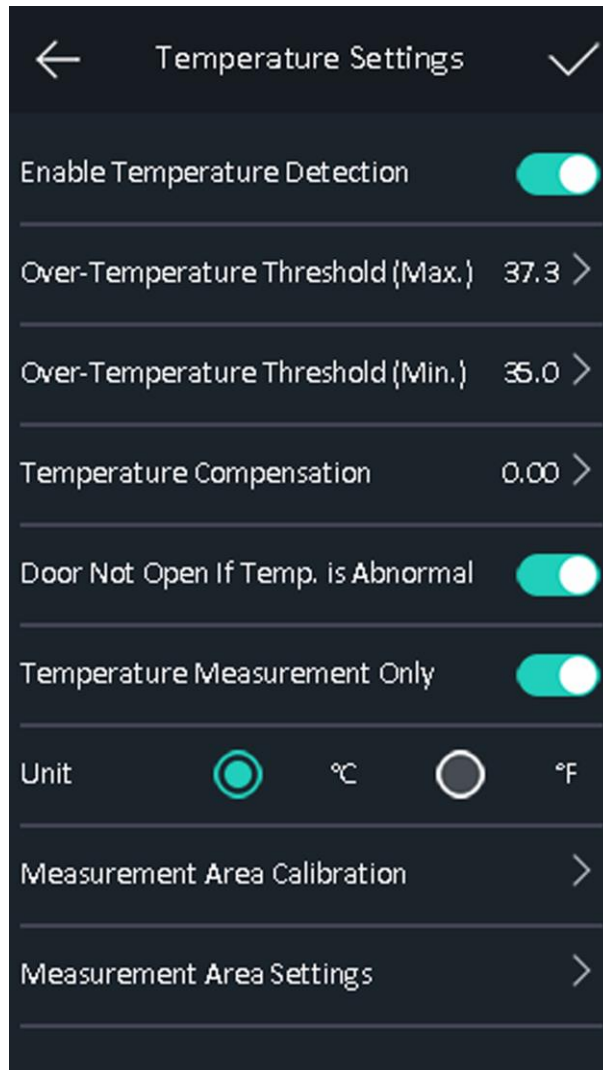 Temperature Settings
Enable Temperature Detection
Over-Temperature Threshold (Max.) 37.3
Over-Temperature Threshold (Min.) 35.0
Temperature Compensation 0.00
Door Not Open If Temp. is Abnormal
Temperature Measurement Only
Unit ℃ ℉
Measurement Area Calibration
Measurement Area Settings